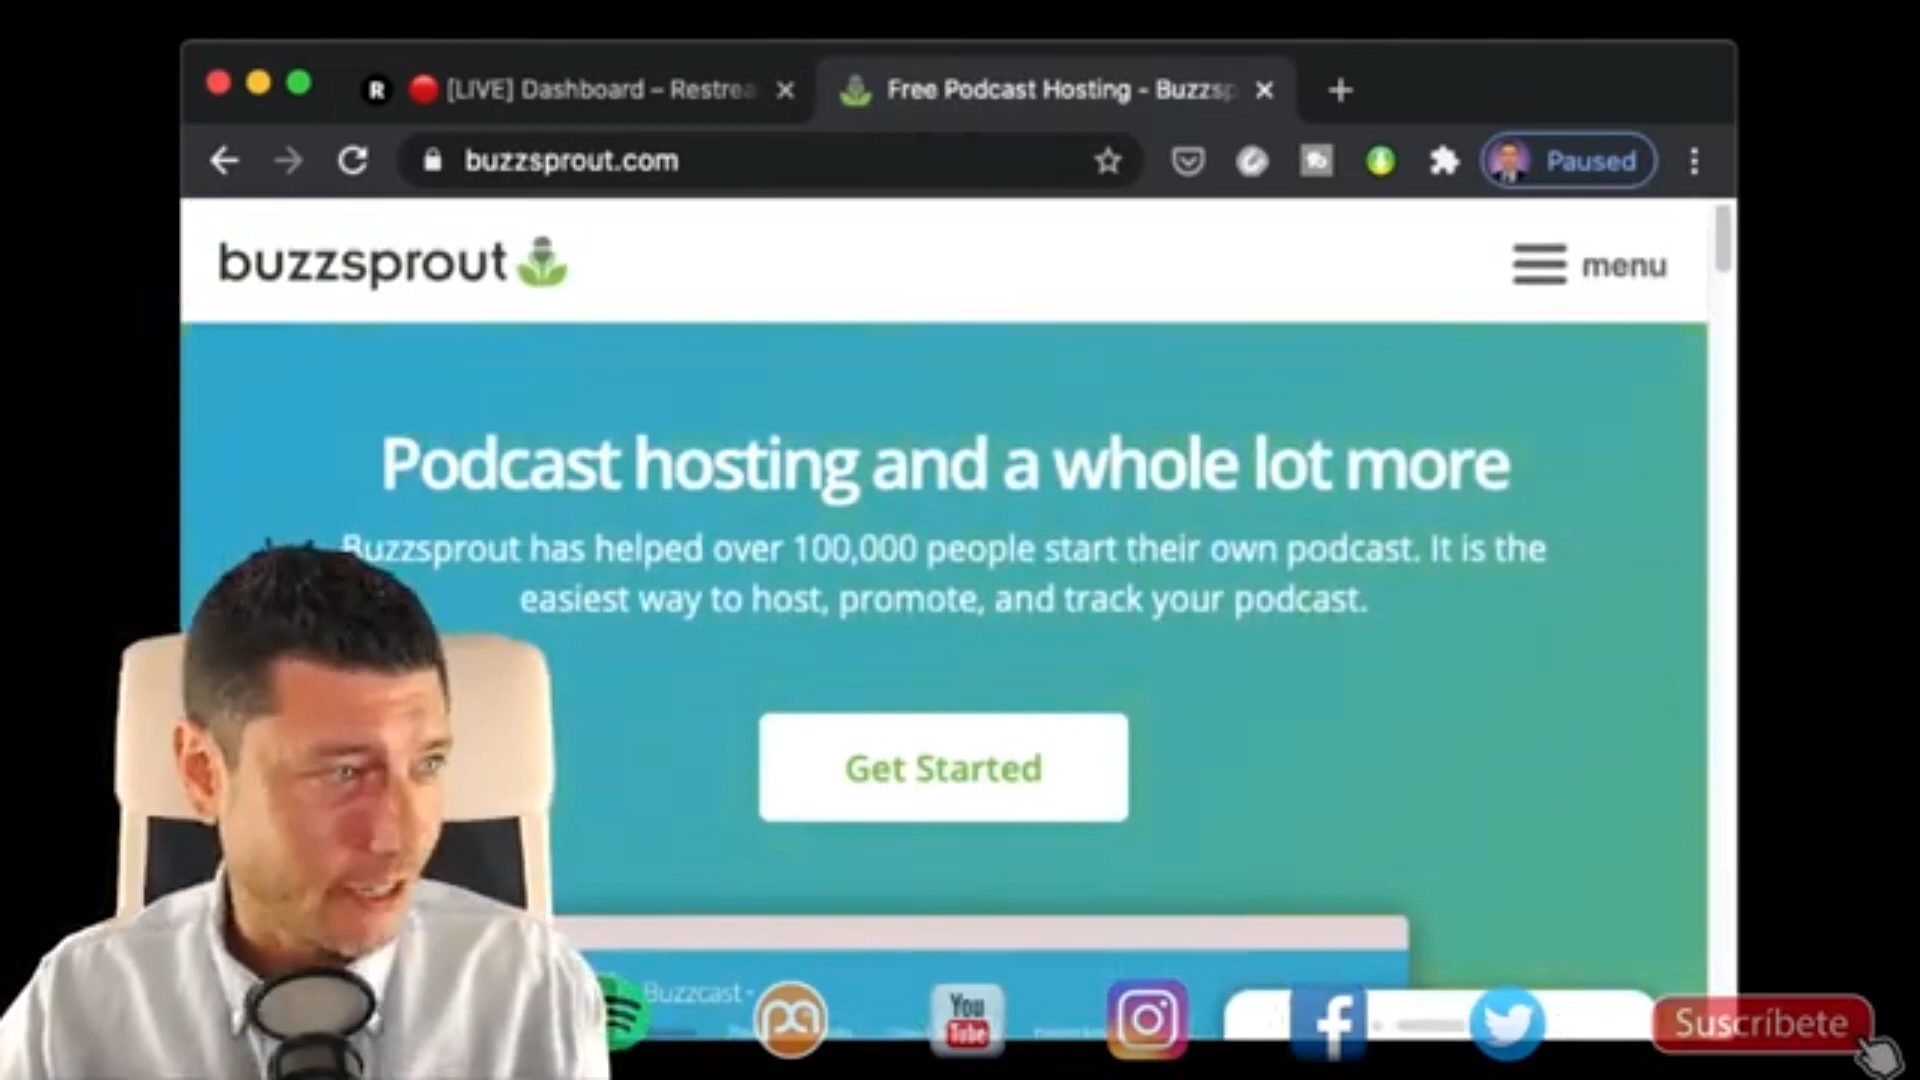 R [LIVE] Dashboard – Restrea
Free Podcast Hosting - Buzzsp
buzzsprout.com
Paused
buzzsprout
menu
Podcast hosting and a whole lot more
Buzzsprout has helped over 100,000 people start their own podcast. It is the
easiest way to host, promote, and track your podcast.
Get Started
Buzzcast -
You
Tube
Suscríbete